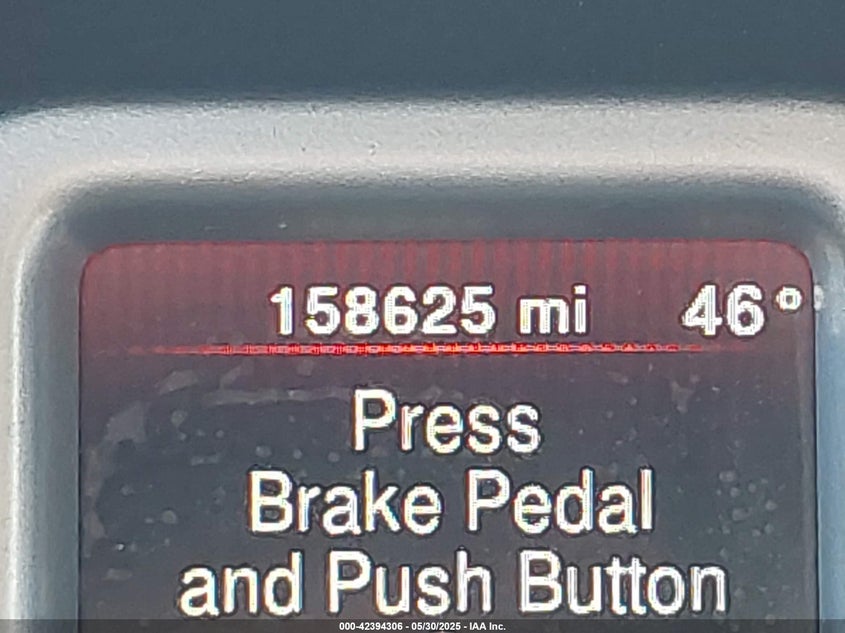 158625 mi 46°
Press
Brake Pedal
and Push Button
000-42394306 - 05/30/2025 - IAA Inc.